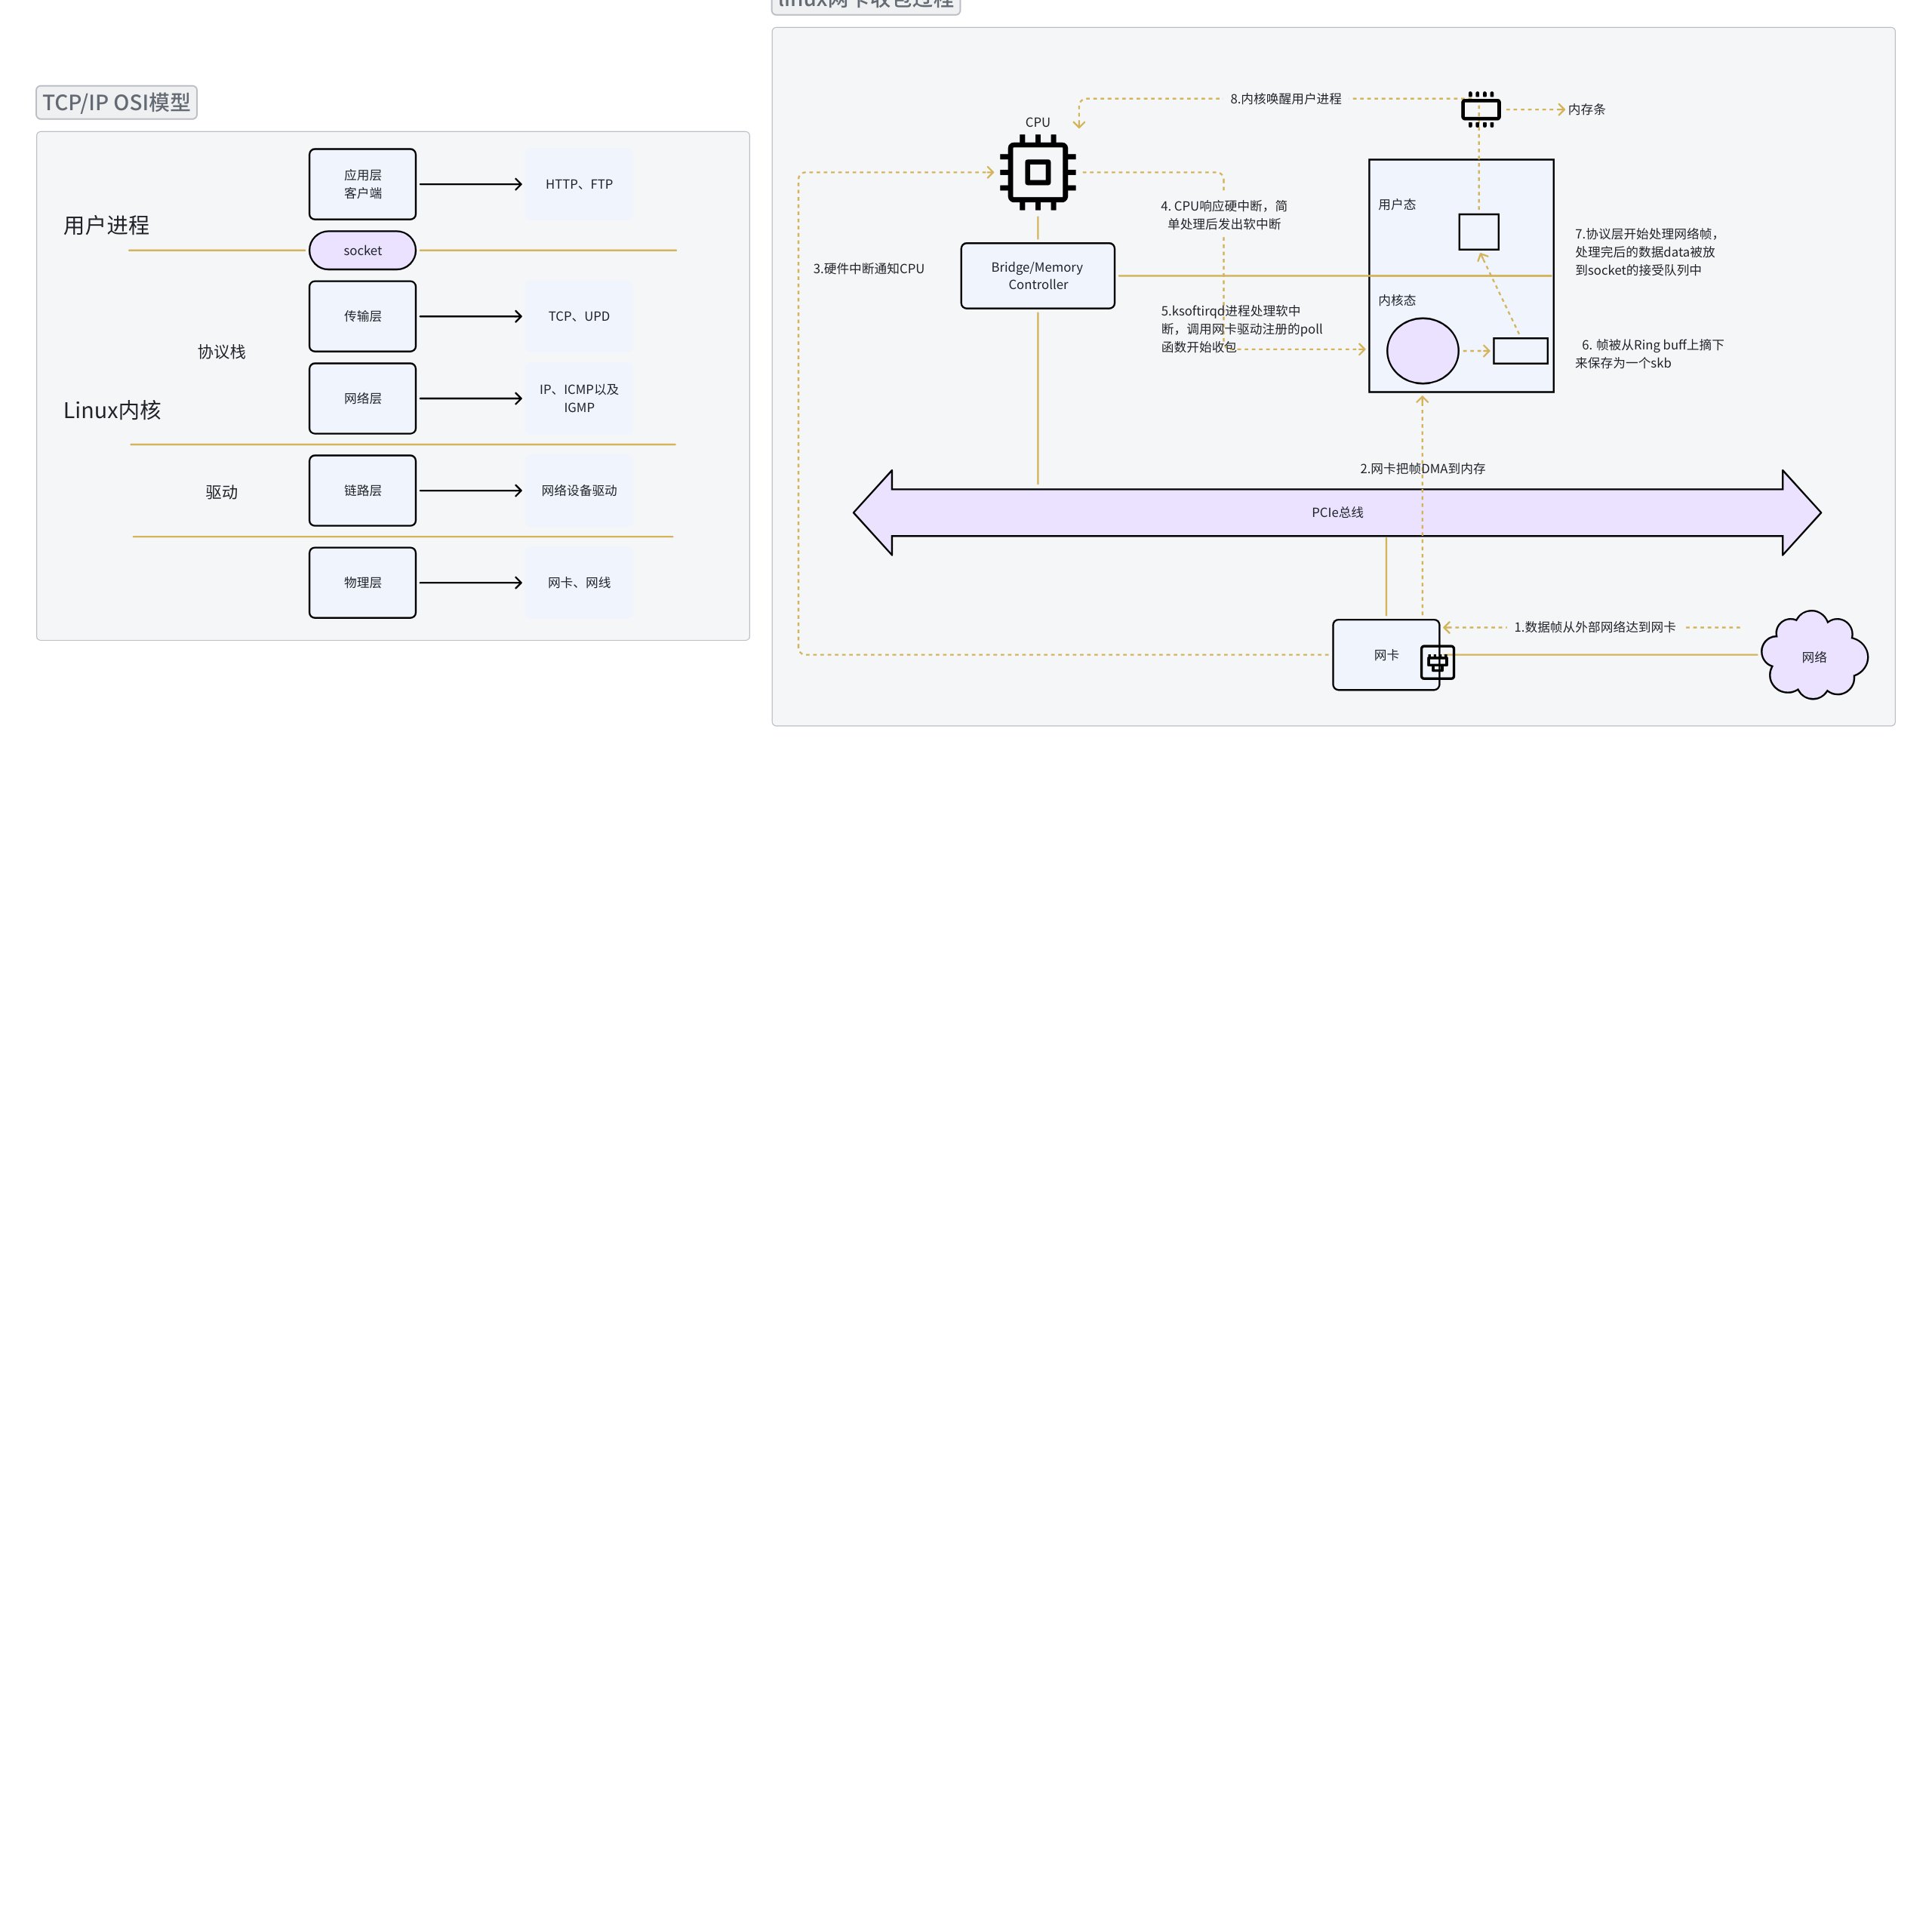 TCP/IP OSI模型
应用层
客户端
HTTP、FTP
用户进程
socket
传输层
TCP、UPD
协议栈
网络层
IP、ICMP以及
IGMP
Linux内核
驱动
链路层
网络设备驱动
物理层
网卡、网线
linux网卡收包过程
8.内核唤醒用户进程
内存条
CPU
4. CPU响应硬中断，简
单处理后发出软中断
用户态
7.协议层开始处理网络帧，
处理完后的数据data被放
到socket的接受队列中
3.硬件中断通知CPU
Bridge/Memory
Controller
内核态
5.ksoftirqd进程处理软中
断，调用网卡驱动注册的poll
函数开始收包
6. 帧被从Ring buff上摘下
来保存为一个skb
2.网卡把帧DMA到内存
PCIe总线
1.数据帧从外部网络达到网卡
网卡
网络